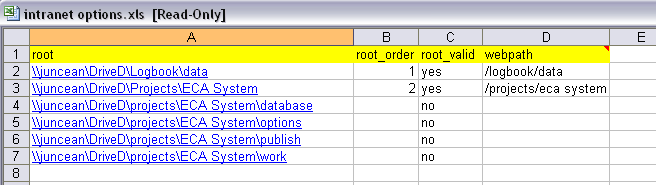 intranet options.xls [Read-Only]
A B C D E
1 root root_order root_valid webpath
2 \\juncean\DriveD\Logbook\data 1 yes /logbook/data
3 \\juncean\DriveD\Projects\ECA System 2 yes /projects/eca system
4 \\juncean\DriveD\projects\ECA System\database no
5 \\juncean\DriveD\projects\ECA System\options no
6 \\juncean\DriveD\projects\ECA System\publish no
7 \\juncean\DriveD\projects\ECA System\work no
8